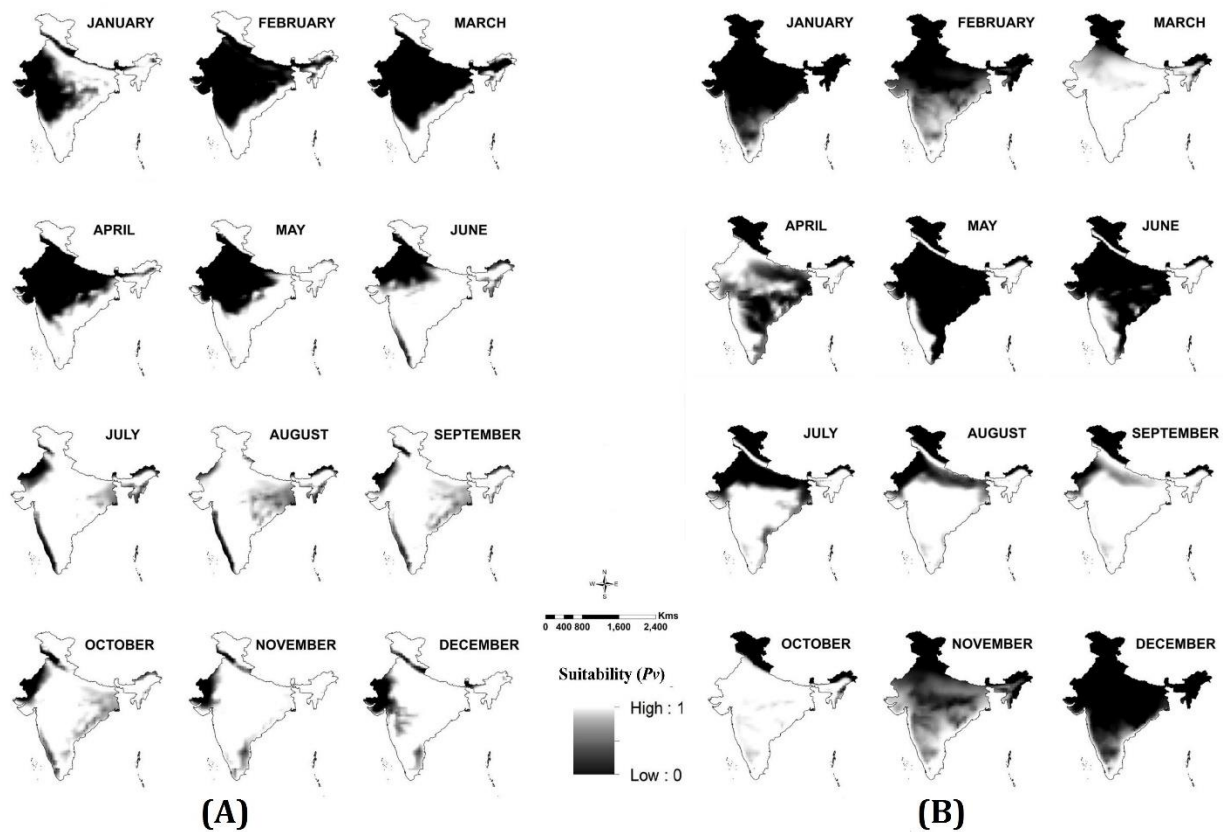 JANUARY FEBRUARY MARCH
APRIL MAY JUNE
JULY AUGUST SEPTEMBER
OCTOBER NOVEMBER DECEMBER
(A)
N
W E
S
Kms
0 400 800 1,600 2,400
Suitability (Pv)
High : 1
Low : 0
JANUARY FEBRUARY MARCH
APRIL MAY JUNE
JULY AUGUST SEPTEMBER
OCTOBER NOVEMBER DECEMBER
(B)